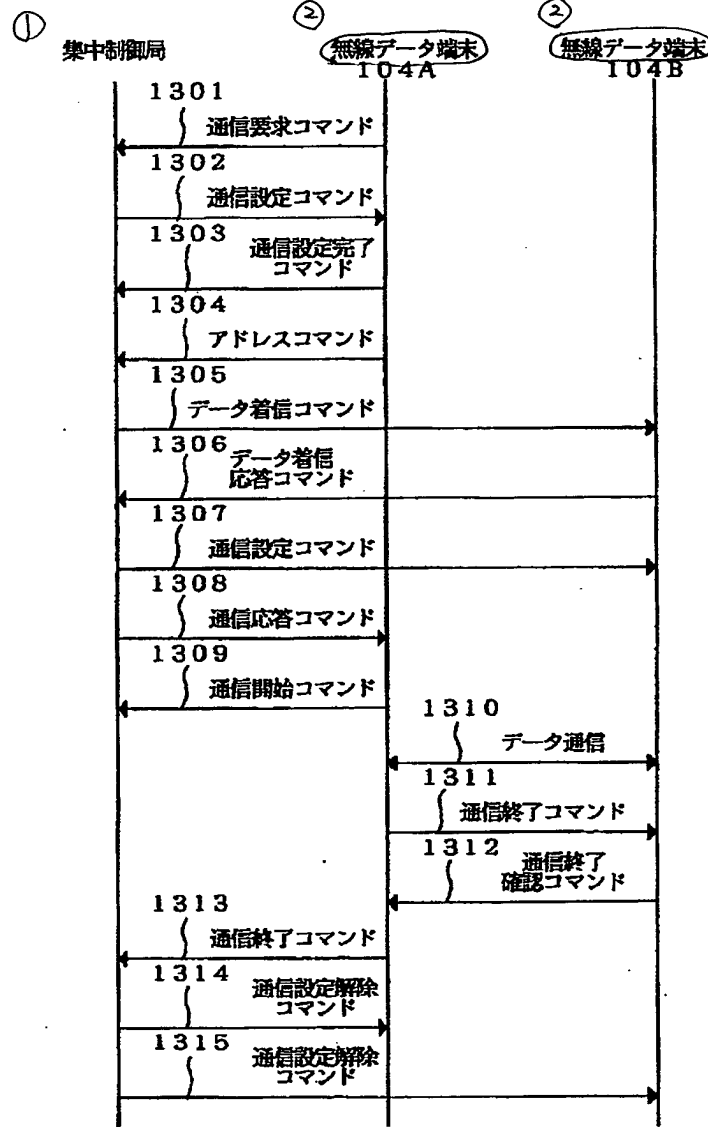 ① 集中制御局
② 無線データ端末
104A
② 無線データ端末
104B
1301
通信要求コマンド
1302
通信設定コマンド
1303
通信設定完了
コマンド
1304
アドレスコマンド
1305
データ着信コマンド
1306
データ着信
応答コマンド
1307
通信設定コマンド
1308
通信応答コマンド
1309
通信開始コマンド
1310
データ通信
1311
通信終了コマンド
1312
通信終了
確認コマンド
1313
通信終了コマンド
1314
通信設定解除
コマンド
1315
通信設定解除
コマンド